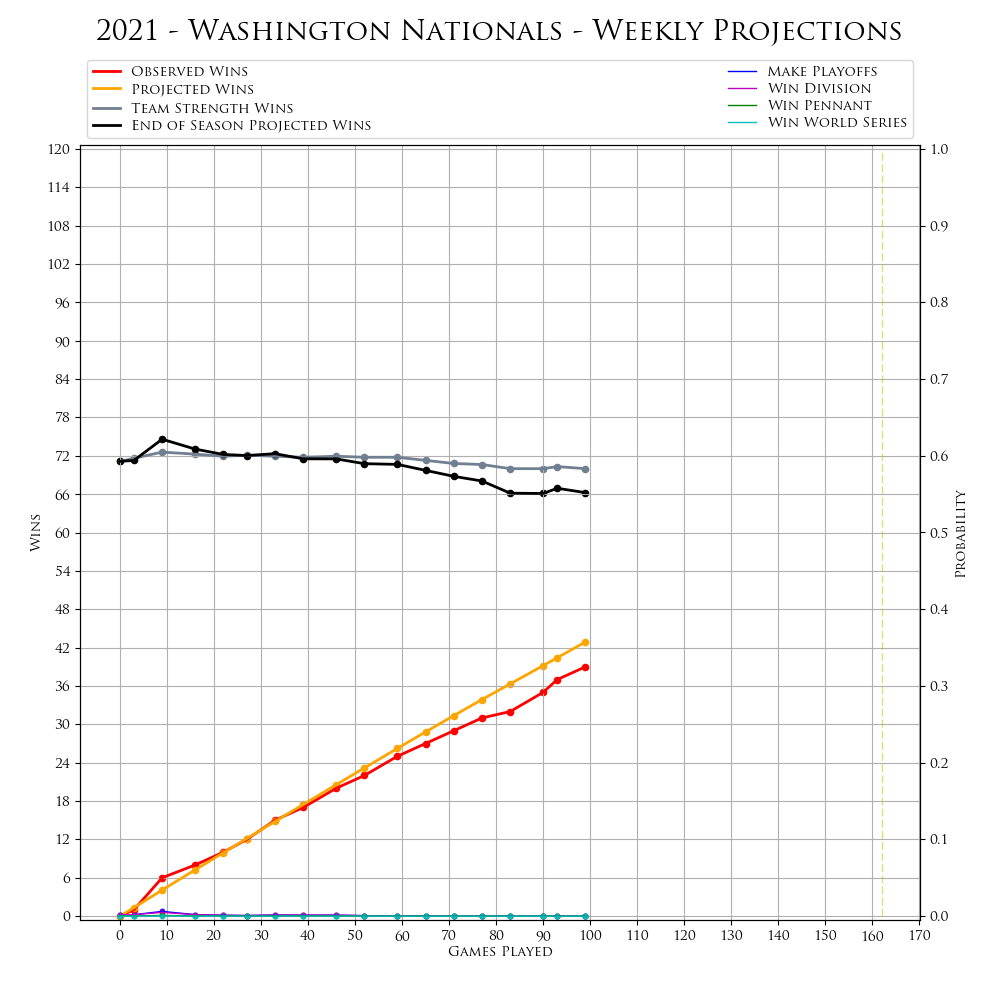 2021 - Washington Nationals - Weekly Projections
Observed Wins
Projected Wins
Team Strength Wins
End of Season Projected Wins
Make Playoffs
Win Division
Win Pennant
Win World Series
120
114
108
102
96
90
84
78
72
66
60
54
48
42
36
30
24
18
12
6
0
Wins
1.0
0.9
0.8
0.7
0.6
0.5
0.4
0.3
0.2
0.1
0.0
Probability
0 10 20 30 40 50 60 70 80 90 100 110 120 130 140 150 160 170
Games Played